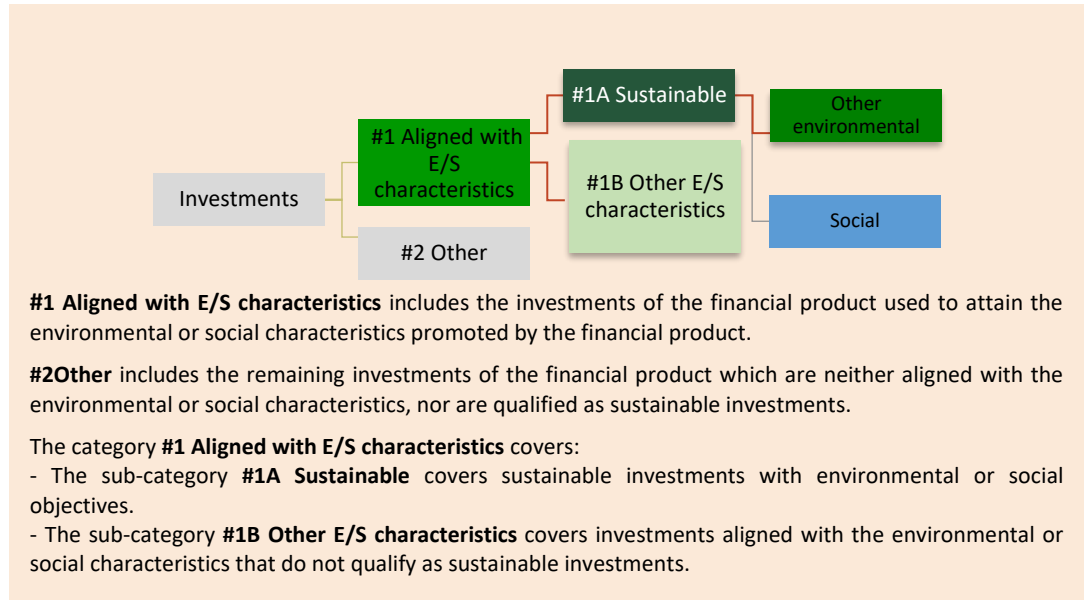 #1A Sustainable
Other
environmental
#1 Aligned with
E/S
characteristics
#1B Other E/S
characteristics
Investments
Social
#2 Other
#1 Aligned with E/S characteristics includes the investments of the financial product used to attain the
environmental or social characteristics promoted by the financial product.
#2Other includes the remaining investments of the financial product which are neither aligned with the
environmental or social characteristics, nor are qualified as sustainable investments.
The category #1 Aligned with E/S characteristics covers:
- The sub-category #1A Sustainable covers sustainable investments with environmental or social
objectives.
- The sub-category #1B Other E/S characteristics covers investments aligned with the environmental or
social characteristics that do not qualify as sustainable investments.